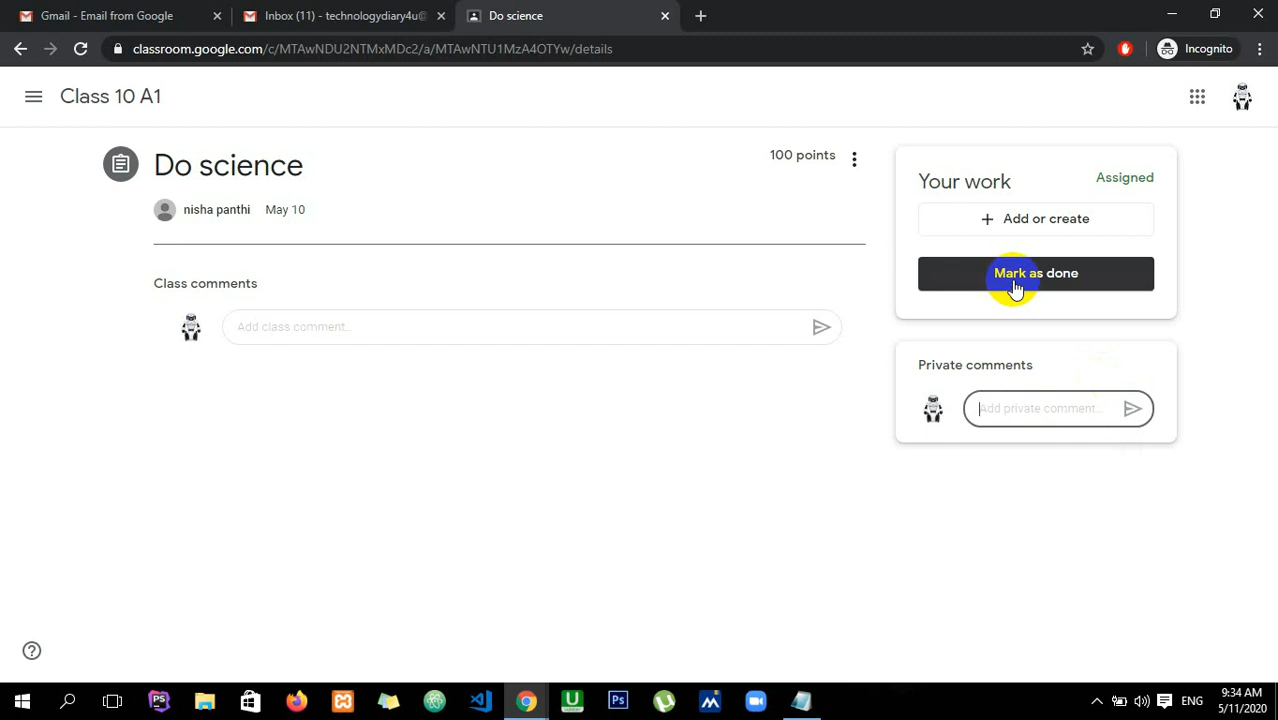 Gmail - Email from Google
Inbox (11) - technologydiary4u@
Do science
classroom.google.com/c/MTAwNDU2NTMxMDc2/a/MTAwNTU1MzA4OTYw/details
Incognito
Class 10 A1
Do science
100 points
nisha panthi May 10
Class comments
Add class comment...
Your work
Assigned
+ Add or create
Mark as done
Private comments
Add private comment...
ENG
9:34 AM
5/11/2020